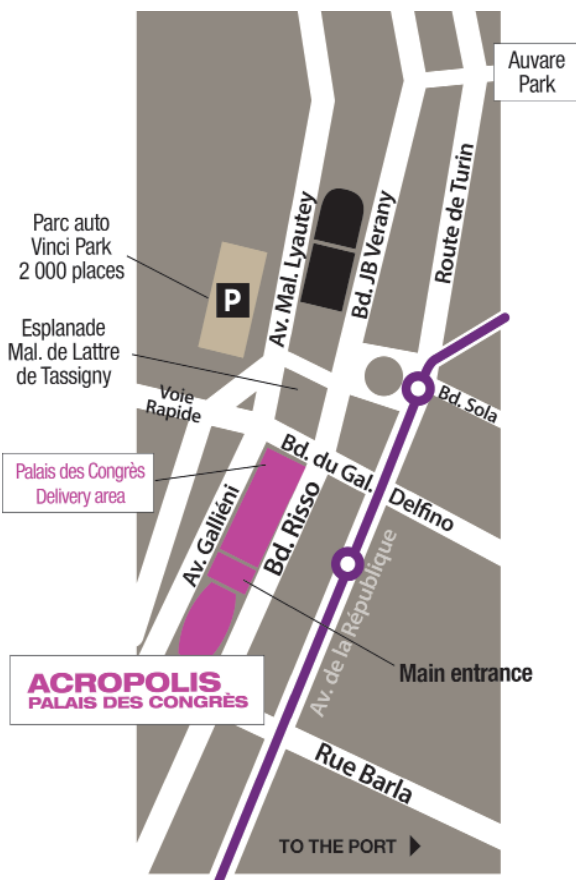 Auvare
Park
Parc auto
Vinci Park
2 000 places
P
Av. Mal. Lyautey
Bd. JB Verany
Route de Turin
Esplanade
Mal. de Lattre
de Tassigny
Voie
Rapide
Bd. Sola
Palais des Congrès
Delivery area
Bd. du Gal. Delfino
Av. Galliéni
Bd. Risso
Av. de la République
Main entrance
ACROPOLIS
PALAIS DES CONGRÈS
Rue Barla
TO THE PORT